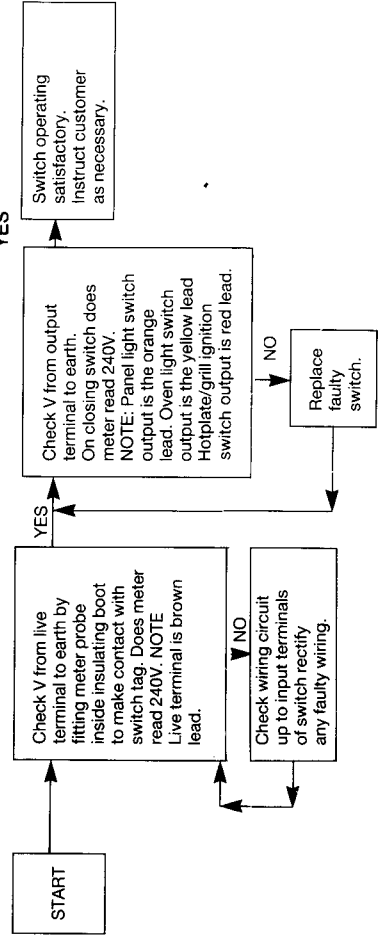 START
Check V from live
terminal to earth by
fitting meter probe
inside insulating boot
to make contact with
switch tag. Does meter
read 240V. NOTE
Live terminal is brown
lead.
NO
Check wiring circuit
up to input terminals
of switch rectify
any faulty wiring.
YES
Check V from output
terminal to earth.
On closing switch does
meter read 240V.
NOTE: Panel light switch
output is the orange
lead. Oven light switch
output is the yellow lead
Hotplate/grill ignition
switch output is red lead.
NO
Replace
faulty
switch.
YES
Switch operating
satisfactory.
Instruct customer
as necessary.